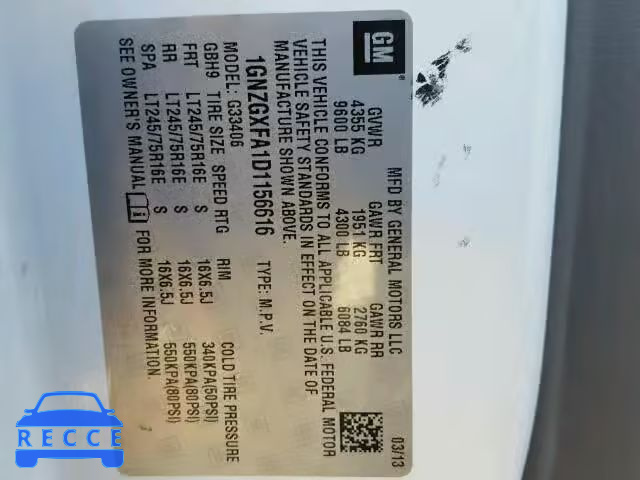 GM
®
MFD BY GENERAL MOTORS LLC
03/13
GVWR GAWR FRT GAWR RR
4355 KG 1951 KG 2760 KG
9600 LB 4300 LB 6084 LB
THIS VEHICLE CONFORMS TO ALL APPLICABLE U.S. FEDERAL MOTOR
VEHICLE SAFETY STANDARDS IN EFFECT ON THE DATE OF
MANUFACTURE SHOWN ABOVE.
1GNZGXFA1D1156616 TYPE: M.P.V.
MODEL: G33406
GBH9 TIRE SIZE SPEED RTG RIM COLD TIRE PRESSURE
FRT LT245/75R16E S 16X6.5J 340KPA(50PSI)
RR LT245/75R16E S 16X6.5J 550KPA(80PSI)
SPA LT245/75R16E S 16X6.5J 550KPA(80PSI)
SEE OWNER'S MANUAL FOR MORE INFORMATION.
RECCE